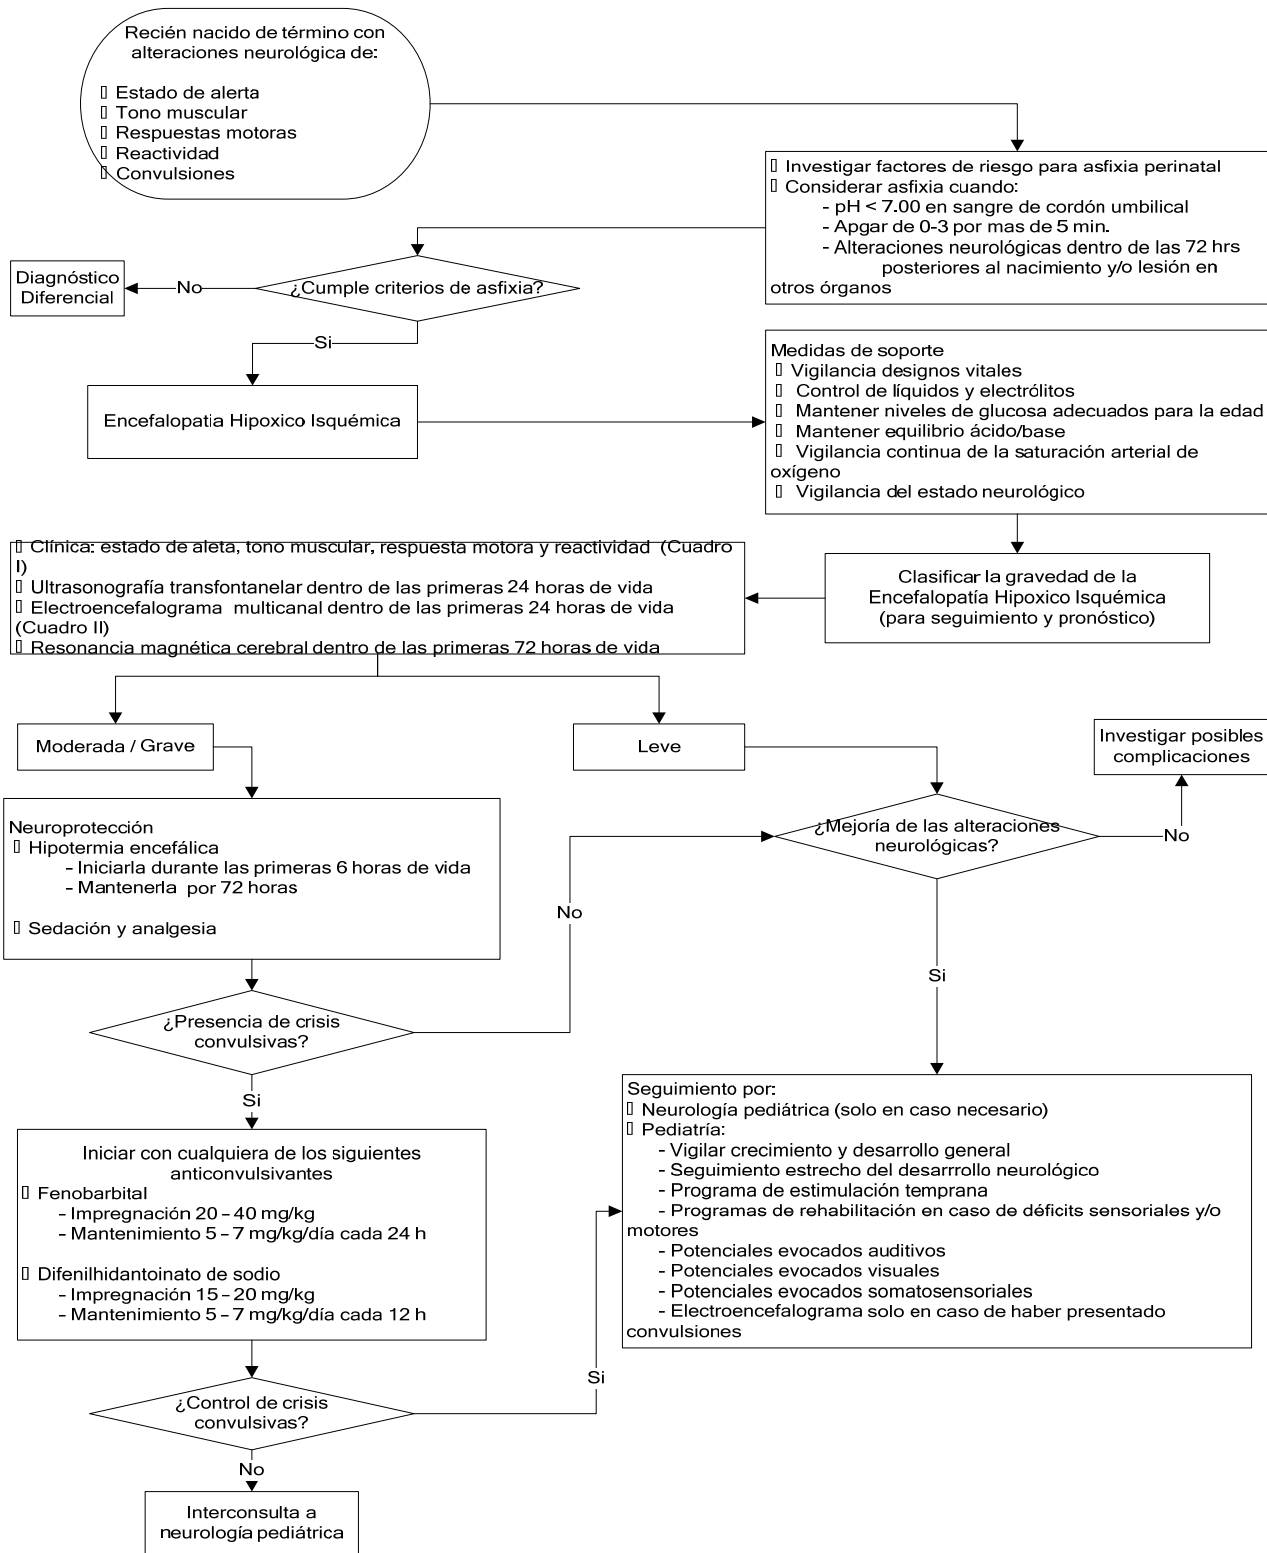 Recién nacido de término con
alteraciones neurológica de:
▯ Estado de alerta
▯ Tono muscular
▯ Respuestas motoras
▯ Reactividad
▯ Convulsiones
▯ Investigar factores de riesgo para asfixia perinatal
▯ Considerar asfixia cuando:
- pH < 7.00 en sangre de cordón umbilical
- Apgar de 0-3 por mas de 5 min.
- Alteraciones neurológicas dentro de las 72 hrs
posteriores al nacimiento y/o lesión en
otros órganos
¿Cumple criterios de asfixia?
No
Diagnóstico
Diferencial
Si
Encefalopatia Hipoxico Isquémica
Medidas de soporte
▯ Vigilancia designos vitales
▯ Control de líquidos y electrólitos
▯ Mantener niveles de glucosa adecuados para la edad
▯ Mantener equilibrio ácido/base
▯ Vigilancia continua de la saturación arterial de
oxígeno
▯ Vigilancia del estado neurológico
Clasificar la gravedad de la
Encefalopatía Hipoxico Isquémica
(para seguimiento y pronóstico)
▯ Clínica: estado de aleta, tono muscular, respuesta motora y reactividad (Cuadro
I)
▯ Ultrasonografía transfontanelar dentro de las primeras 24 horas de vida
▯ Electroencefalograma multicanal dentro de las primeras 24 horas de vida
(Cuadro II)
▯ Resonancia magnética cerebral dentro de las primeras 72 horas de vida
Moderada / Grave
Leve
Investigar posibles
complicaciones
¿Mejoría de las alteraciones
neurológicas?
No
Si
Neuroprotección
▯ Hipotermia encefálica
- Iniciarla durante las primeras 6 horas de vida
- Mantenerla por 72 horas
▯ Sedación y analgesia
No
¿Presencia de crisis
convulsivas?
Si
Iniciar con cualquiera de los siguientes
anticonvulsivantes
▯ Fenobarbital
- Impregnación 20 – 40 mg/kg
- Mantenimiento 5 – 7 mg/kg/día cada 24 h
▯ Difenilhidantoinato de sodio
- Impregnación 15 – 20 mg/kg
- Mantenimiento 5 – 7 mg/kg/día cada 12 h
Seguimiento por:
▯ Neurología pediátrica (solo en caso necesario)
▯ Pediatría:
- Vigilar crecimiento y desarrollo general
- Seguimiento estrecho del desarrrollo neurológico
- Programa de estimulación temprana
- Programas de rehabilitación en caso de déficits sensoriales y/o
motores
- Potenciales evocados auditivos
- Potenciales evocados visuales
- Potenciales evocados somatosensoriales
- Electroencefalograma solo en caso de haber presentado
convulsiones
¿Control de crisis
convulsivas?
Si
No
Interconsulta a
neurología pediátrica